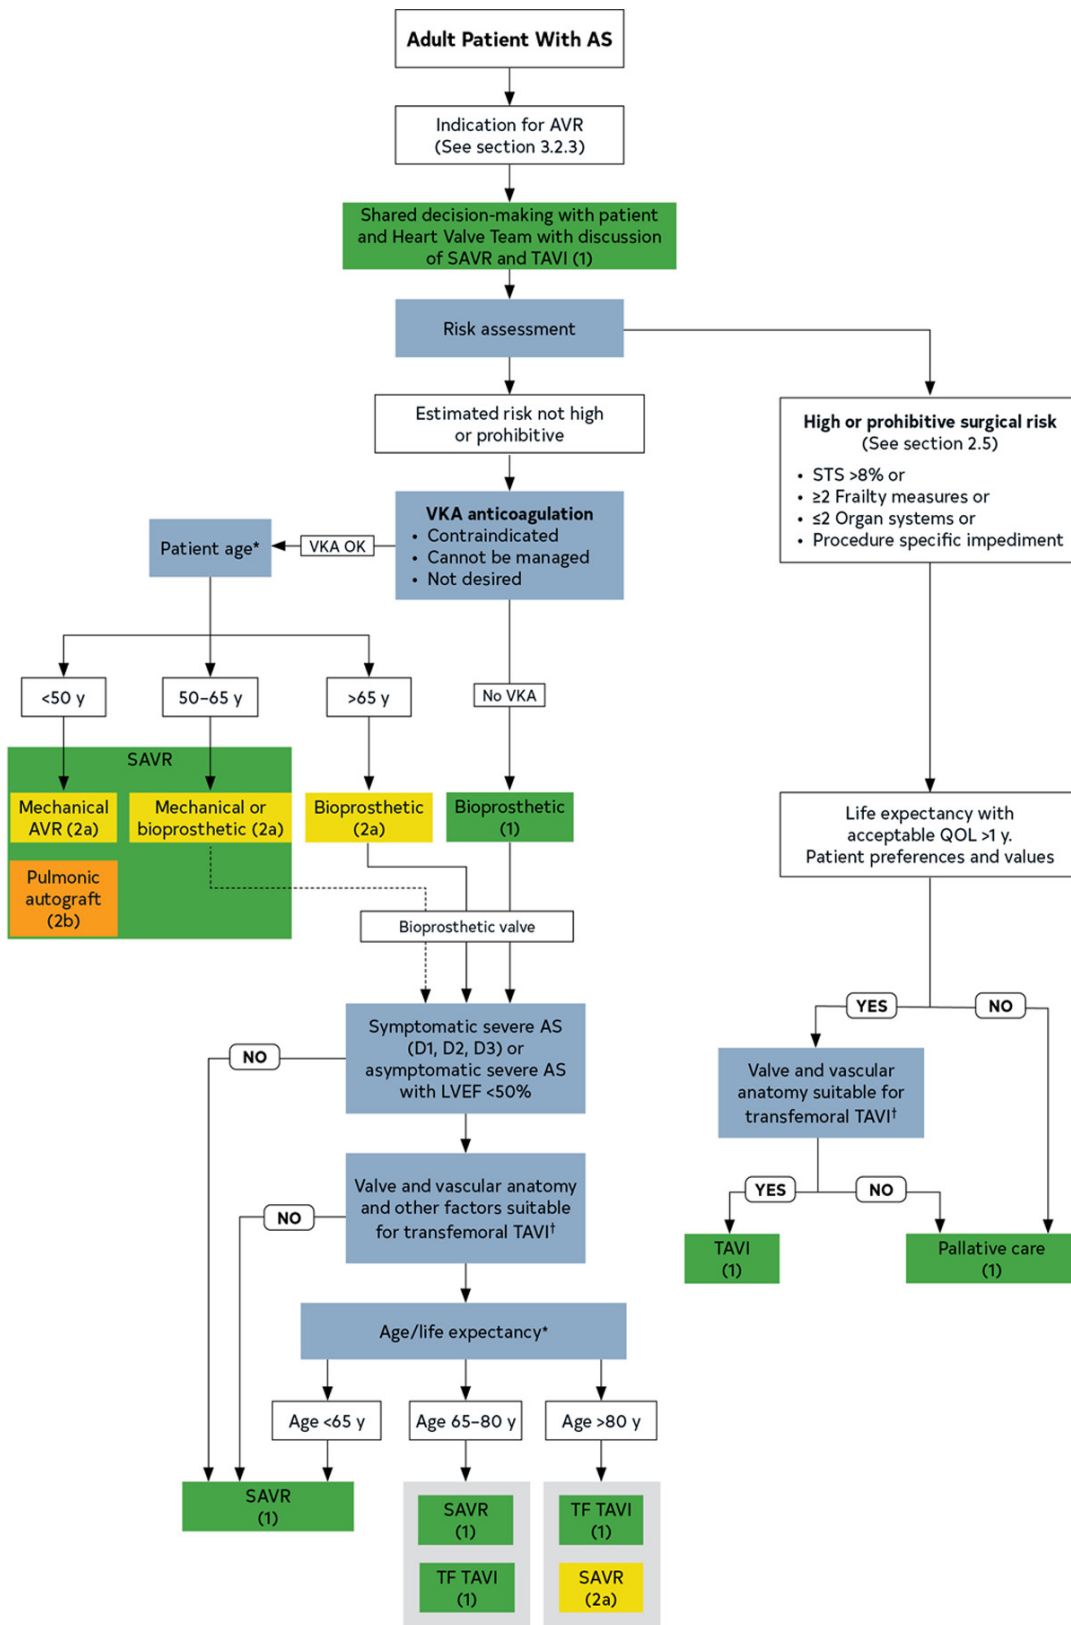 Adult Patient With AS
Indication for AVR
(See section 3.2.3)
Shared decision-making with patient
and Heart Valve Team with discussion
of SAVR and TAVI (1)
Risk assessment
Estimated risk not high
or prohibitive
High or prohibitive surgical risk
(See section 2.5)
• STS >8% or
• ≥2 Frailty measures or
• ≤2 Organ systems or
• Procedure specific impediment
VKA anticoagulation
• Contraindicated
• Cannot be managed
• Not desired
VKA OK
Patient age*
<50 y
50–65 y
>65 y
No VKA
SAVR
Mechanical
AVR (2a)
Mechanical or
bioprosthetic (2a)
Bioprosthetic
(2a)
Bioprosthetic
(1)
Pulmonic
autograft
(2b)
Life expectancy with
acceptable QOL >1 y.
Patient preferences and values
Bioprosthetic valve
YES
NO
Symptomatic severe AS
(D1, D2, D3) or
asymptomatic severe AS
with LVEF <50%
NO
Valve and vascular
anatomy suitable for
transfemoral TAVI†
Valve and vascular anatomy
and other factors suitable
for transfemoral TAVI†
NO
YES
NO
TAVI
(1)
Pallative care
(1)
Age/life expectancy*
Age <65 y
Age 65–80 y
Age >80 y
SAVR
(1)
SAVR
(1)
TF TAVI
(1)
TF TAVI
(1)
SAVR
(2a)